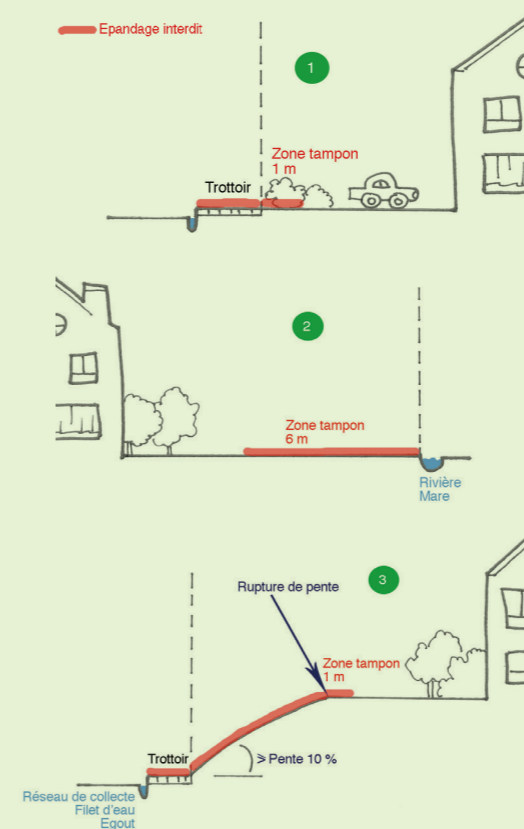 Epandage interdit
1
Zone tampon
1 m
Trottoir
2
Zone tampon
6 m
Rivière
Mare
3
Rupture de pente
Zone tampon
1 m
Trottoir
> Pente 10 %
Réseau de collecte
Filet d'eau
Egout